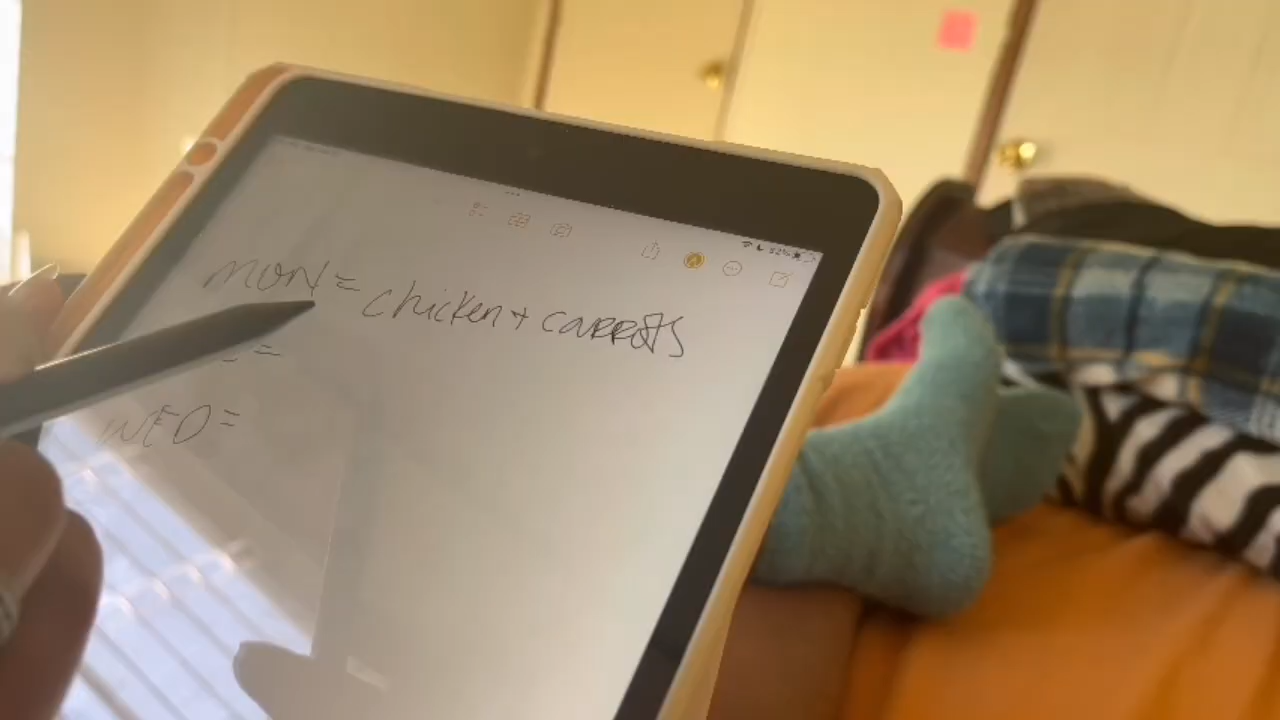 MON= chicken + CARROTS
=
WED=